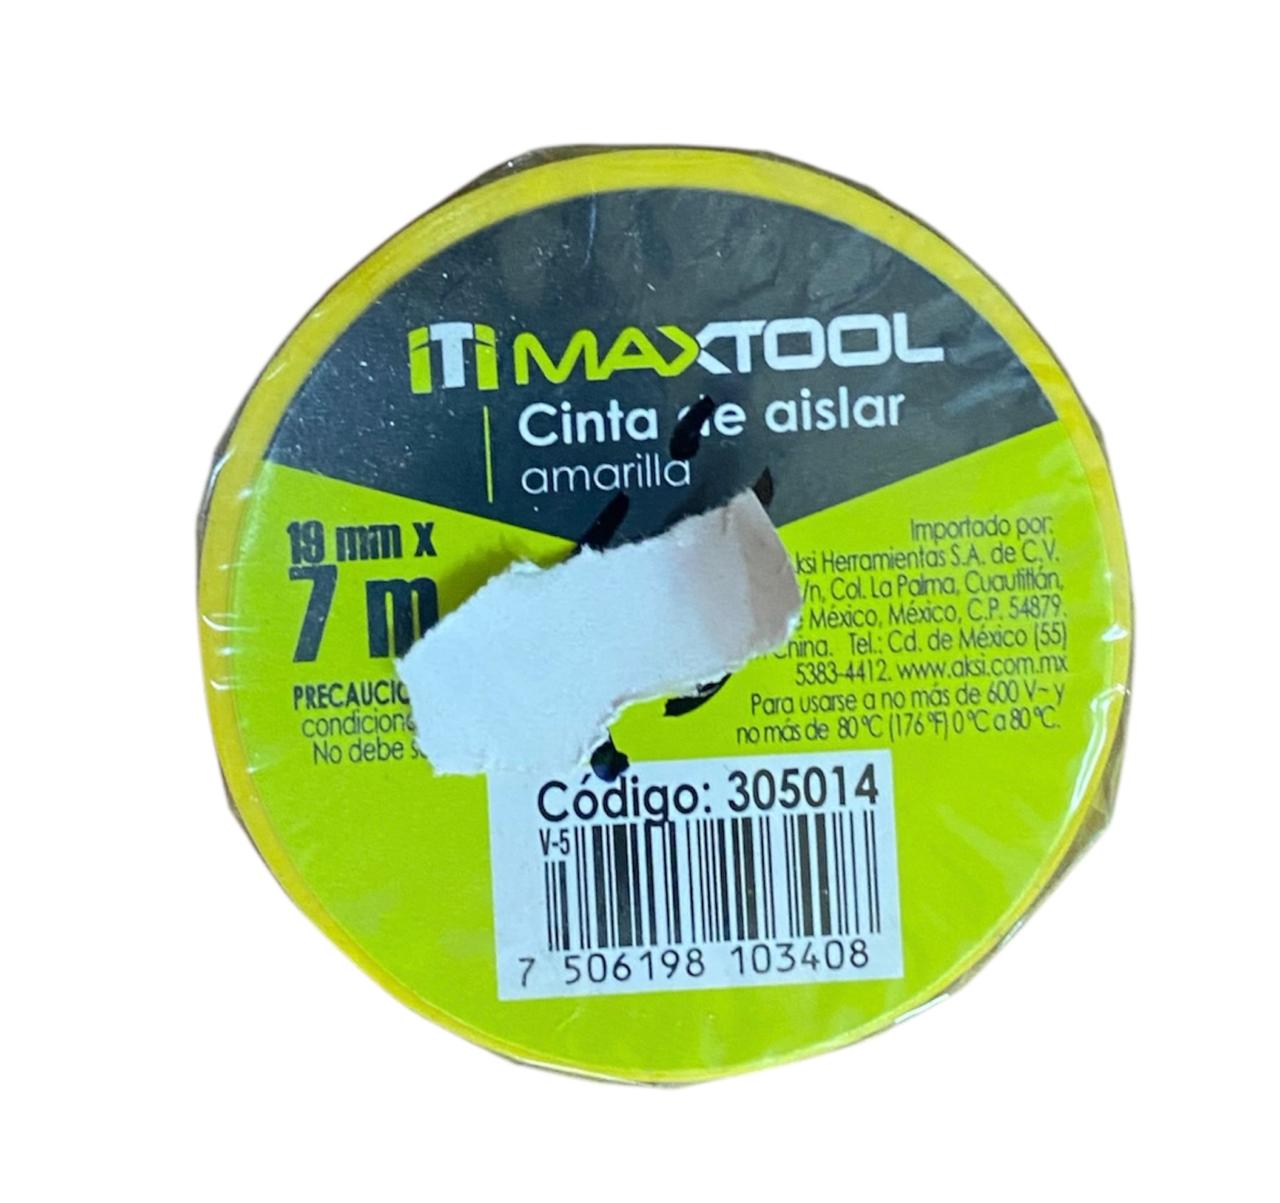 iTi MAXTOOL
Cinta de aislar
amarilla
19 mm x
7 m
condicion
No debe
Importado por:
Herramientas S.A. de C.V.
Col. La Palma, Cuautitlán,
México, México, C.P. 54879.
China. Tel.: Cd. de México (55)
5383-4412. www.aksi.com.mx
Para usarse a no más de 600 V~ y
no más de 80 °C (176 °F) 0 °C a 80 °C.
Código: 305014
V-5
7 506198 103408